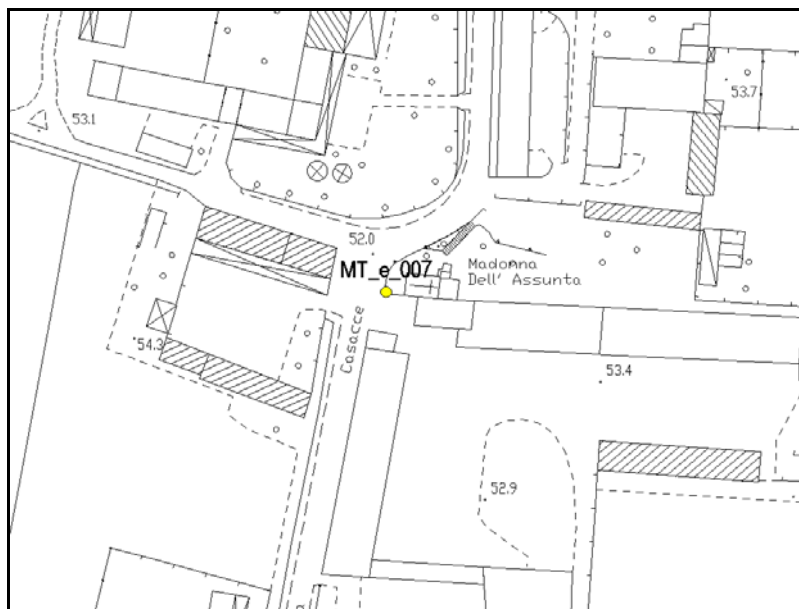 53.1
53.7
52.0
MT_e_007
Madonna
Dell' Assunta
Casacce
54.3
53.4
52.9